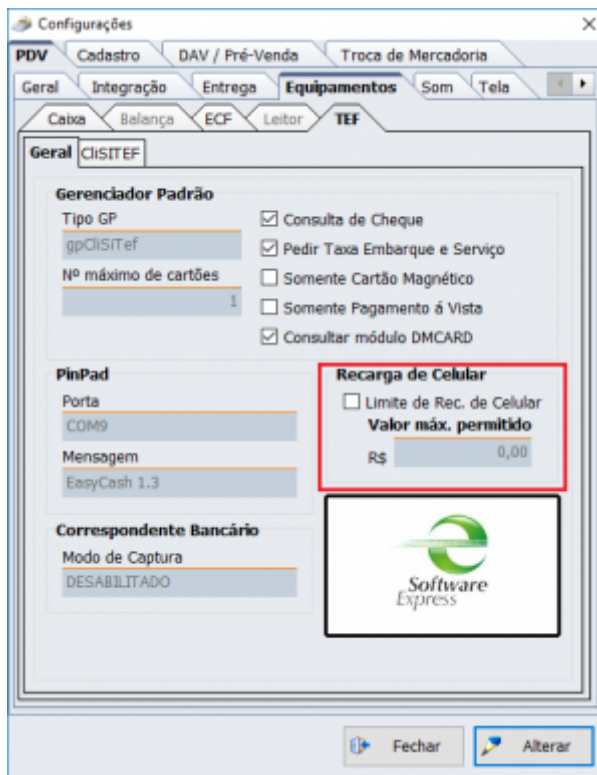 Configurações
PDV Cadastro DAV / Pré-Venda Troca de Mercadoria
Geral Integração Entrega Equipamentos Som Tela
Caixa Balança ECF Leitor TEF
Geral CliSITEF
Gerenciador Padrão
Tipo GP
gpCliSiTef
Nº máximo de cartões
1
Consulta de Cheque
Pedir Taxa Embarque e Serviço
Somente Cartão Magnético
Somente Pagamento á Vista
Consultar módulo DMCARD
PinPad
Porta
COM9
Mensagem
EasyCash 1.3
Recarga de Celular
Limite de Rec. de Celular
Valor máx. permitido
R$ 0,00
Correspondente Bancário
Modo de Captura
DESABILITADO
Software
Express
Fechar Alterar